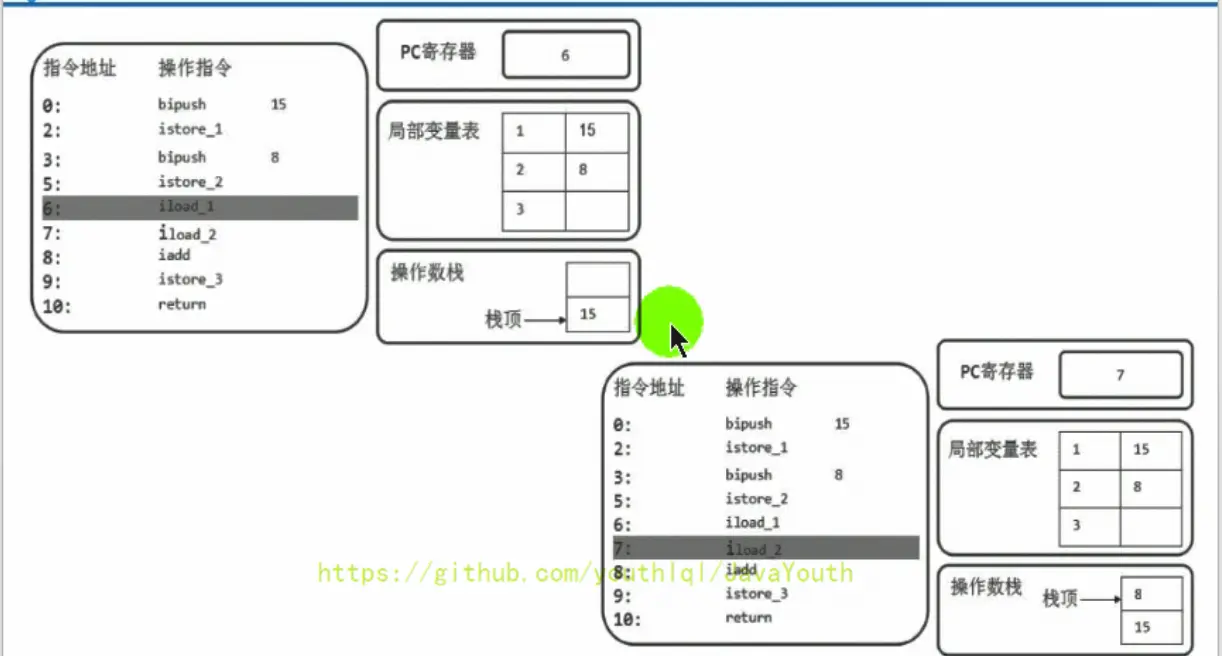 指令地址 操作指令
0: bipush 15
2: istore_1
3: bipush 8
5: istore_2
6: iload_1
7: iload_2
8: iadd
9: istore_3
10: return
PC寄存器 6
局部变量表
1 15
2 8
3
操作数栈
栈顶 15
指令地址 操作指令
0: bipush 15
2: istore_1
3: bipush 8
5: istore_2
6: iload_1
7: iload_2
8: iadd
9: istore_3
10: return
PC寄存器 7
局部变量表
1 15
2 8
3
操作数栈
栈顶 8
15
https://github.com/youthlql/JavaYouth